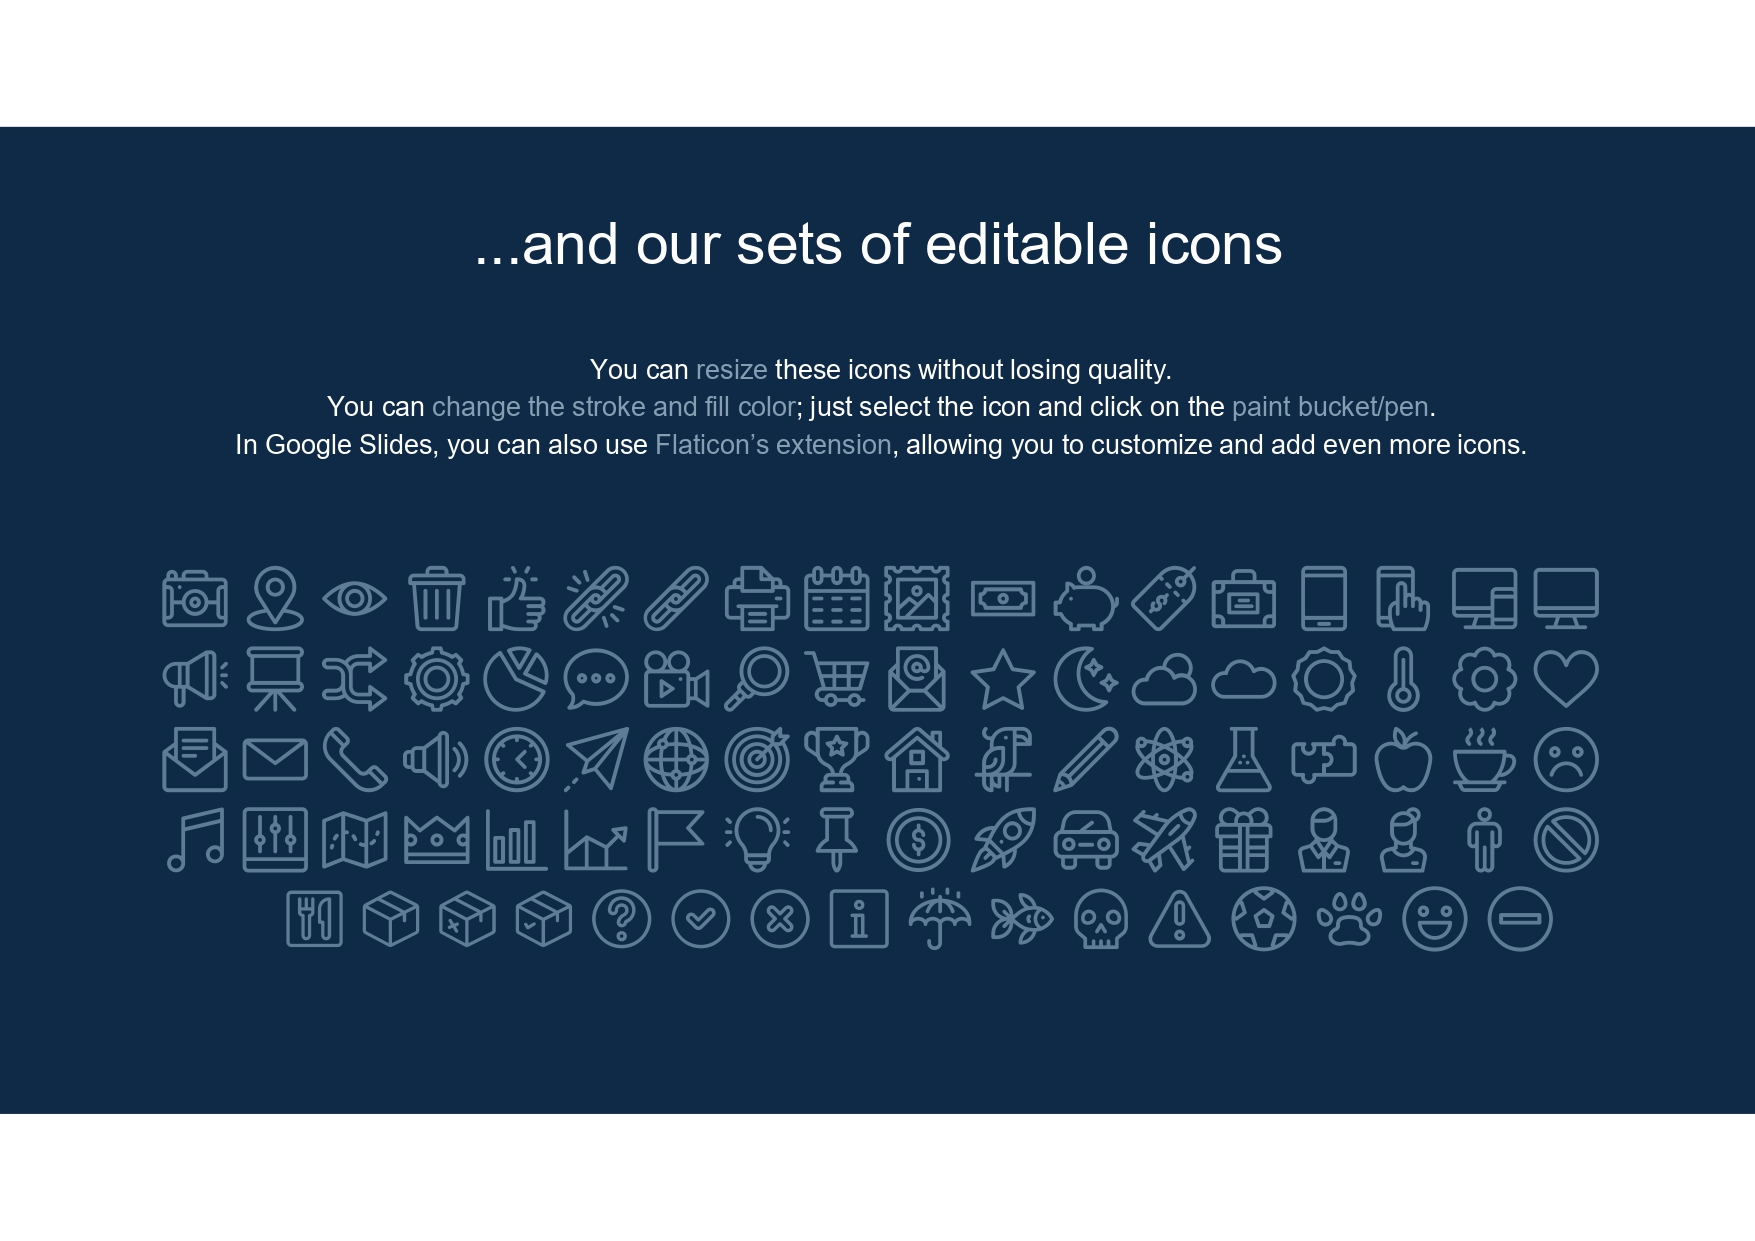 ...and our sets of editable icons
You can resize these icons without losing quality.
You can change the stroke and fill color; just select the icon and click on the paint bucket/pen.
In Google Slides, you can also use Flaticon’s extension, allowing you to customize and add even more icons.